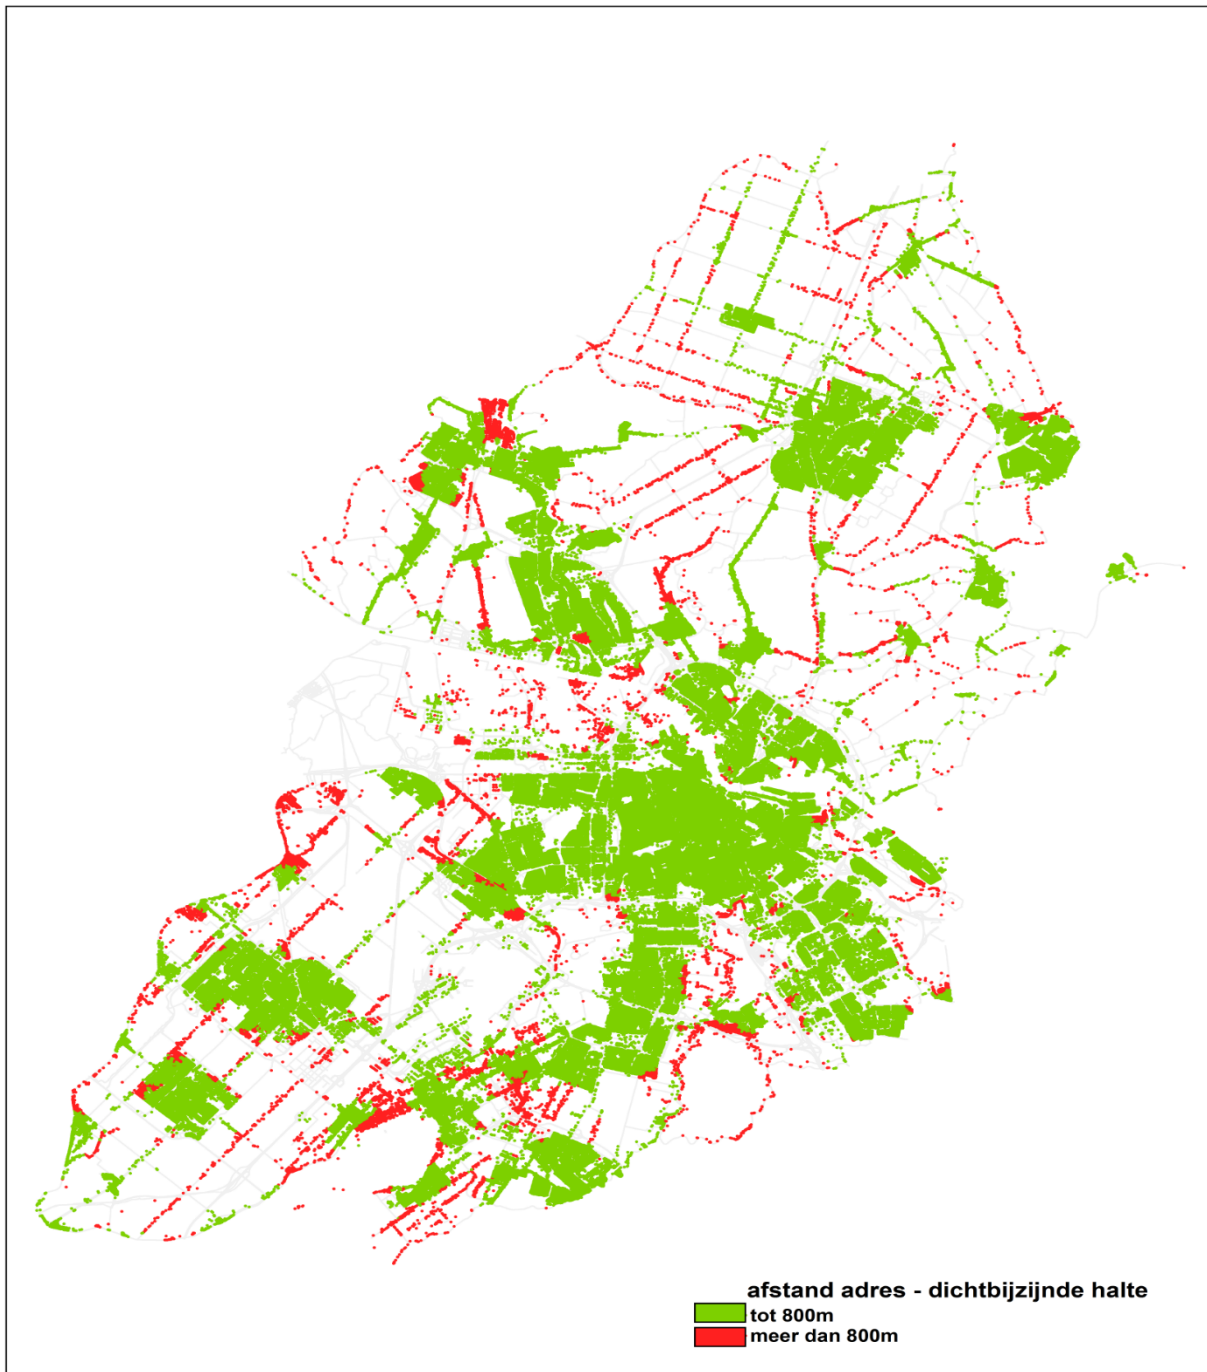 afstand adres - dichtbijzijnde halte
tot 800m
meer dan 800m